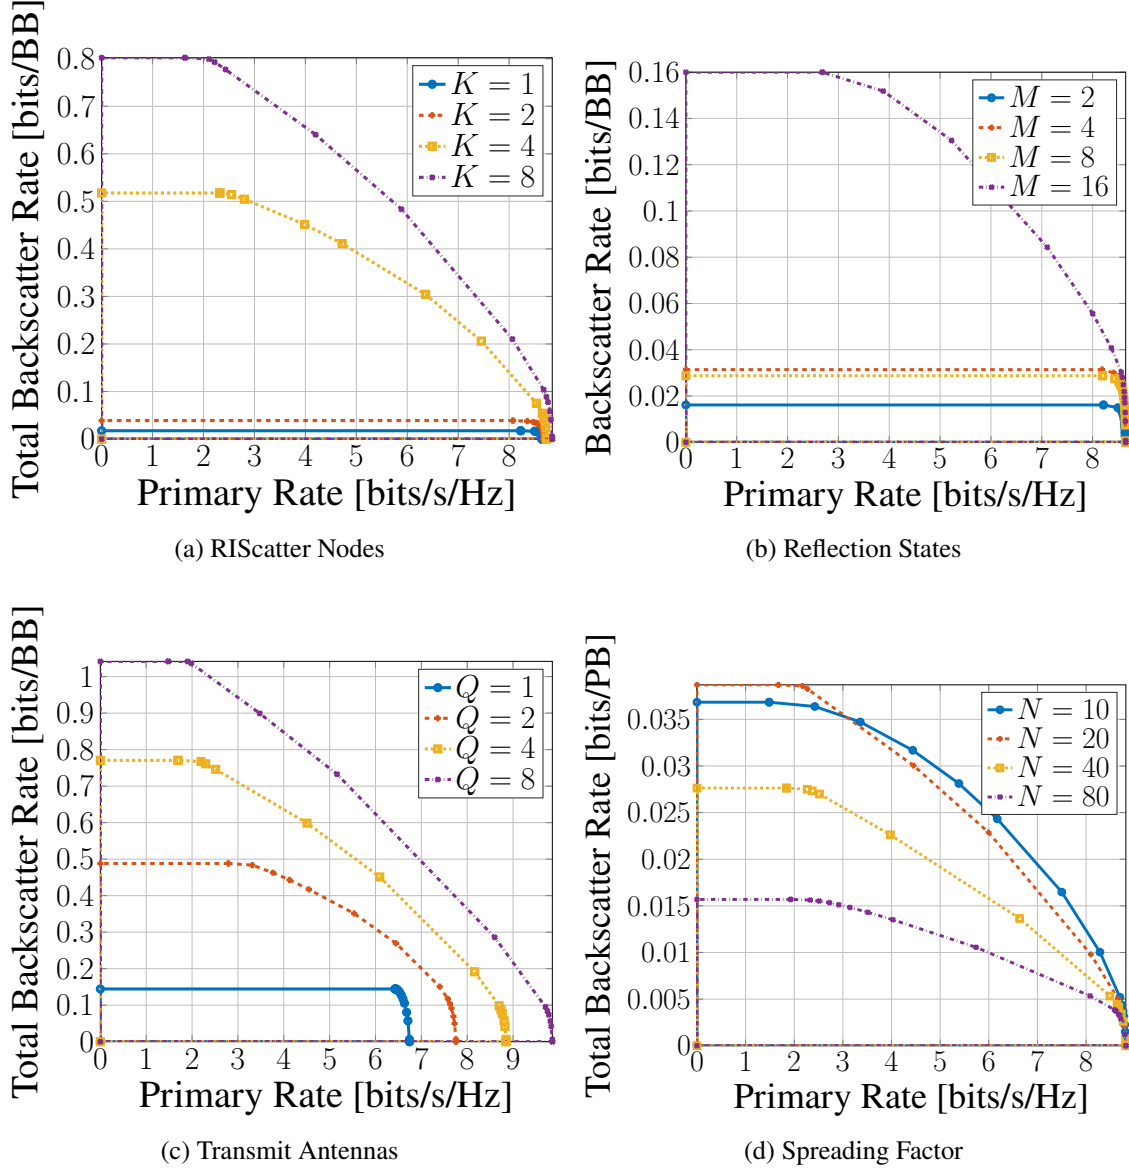 Total Backscatter Rate [bits/BB]
0.8
0.7
0.6
0.5
0.4
0.3
0.2
0.1
0
K = 1
K = 2
K = 4
K = 8
0 1 2 3 4 5 6 7 8
Primary Rate [bits/s/Hz]
(a) RIScatter Nodes
Backscatter Rate [bits/BB]
0.16
0.14
0.12
0.1
0.08
0.06
0.04
0.02
0
M = 2
M = 4
M = 8
M = 16
0 1 2 3 4 5 6 7 8
Primary Rate [bits/s/Hz]
(b) Reflection States
Total Backscatter Rate [bits/BB]
1
0.9
0.8
0.7
0.6
0.5
0.4
0.3
0.2
0.1
0
Q = 1
Q = 2
Q = 4
Q = 8
0 1 2 3 4 5 6 7 8 9
Primary Rate [bits/s/Hz]
(c) Transmit Antennas
Total Backscatter Rate [bits/PB]
0.035
0.03
0.025
0.02
0.015
0.01
0.005
0
N = 10
N = 20
N = 40
N = 80
0 1 2 3 4 5 6 7 8
Primary Rate [bits/s/Hz]
(d) Spreading Factor